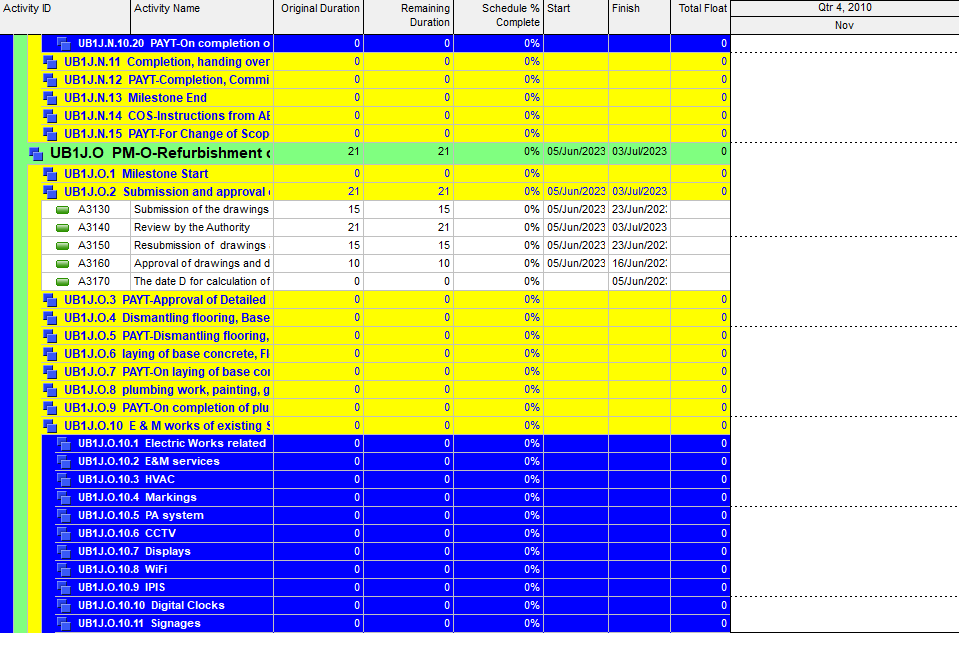 Activity ID Activity Name Original Duration Remaining Duration Schedule % Complete Start Finish Total Float Qtr 4, 2010
Nov
UB1J.N.10.20 PAYT-On completion o 0 0 0% 0
UB1J.N.11 Completion, handing over 0 0 0% 0
UB1J.N.12 PAYT-Completion, Commi 0 0 0% 0
UB1J.N.13 Milestone End 0 0 0% 0
UB1J.N.14 COS-Instructions from AE 0 0 0% 0
UB1J.N.15 PAYT-For Change of Scop 0 0 0% 0
UB1J.O PM-O-Refurbishment 21 21 0% 05/Jun/2023 03/Jul/2023 0
UB1J.O.1 Milestone Start 0 0 0% 0
UB1J.O.2 Submission and approval 21 21 0% 05/Jun/2023 03/Jul/2023 0
A3130 Submission of the drawings 15 15 0% 05/Jun/2023 23/Jun/202
A3140 Review by the Authority 21 21 0% 05/Jun/2023 03/Jul/2023
A3150 Resubmission of drawings 15 15 0% 05/Jun/2023 23/Jun/202
A3160 Approval of drawings and d 10 10 0% 05/Jun/2023 16/Jun/202
A3170 The date D for calculation of 0 0 0% 05/Jun/202
UB1J.O.3 PAYT-Approval of Detailed 0 0 0% 0
UB1J.O.4 Dismantling flooring, Base 0 0 0% 0
UB1J.O.5 PAYT-Dismantling flooring, 0 0 0% 0
UB1J.O.6 laying of base concrete, Fl 0 0 0% 0
UB1J.O.7 PAYT-On laying of base cor 0 0 0% 0
UB1J.O.8 plumbing work, painting, g 0 0 0% 0
UB1J.O.9 PAYT-On completion of plu 0 0 0% 0
UB1J.O.10 E & M works of existing S 0 0 0% 0
UB1J.O.10.1 Electric Works related 0 0 0% 0
UB1J.O.10.2 E&M services 0 0 0% 0
UB1J.O.10.3 HVAC 0 0 0% 0
UB1J.O.10.4 Markings 0 0 0% 0
UB1J.O.10.5 PA system 0 0 0% 0
UB1J.O.10.6 CCTV 0 0 0% 0
UB1J.O.10.7 Displays 0 0 0% 0
UB1J.O.10.8 WiFi 0 0 0% 0
UB1J.O.10.9 IPIS 0 0 0% 0
UB1J.O.10.10 Digital Clocks 0 0 0% 0
UB1J.O.10.11 Signages 0 0 0% 0